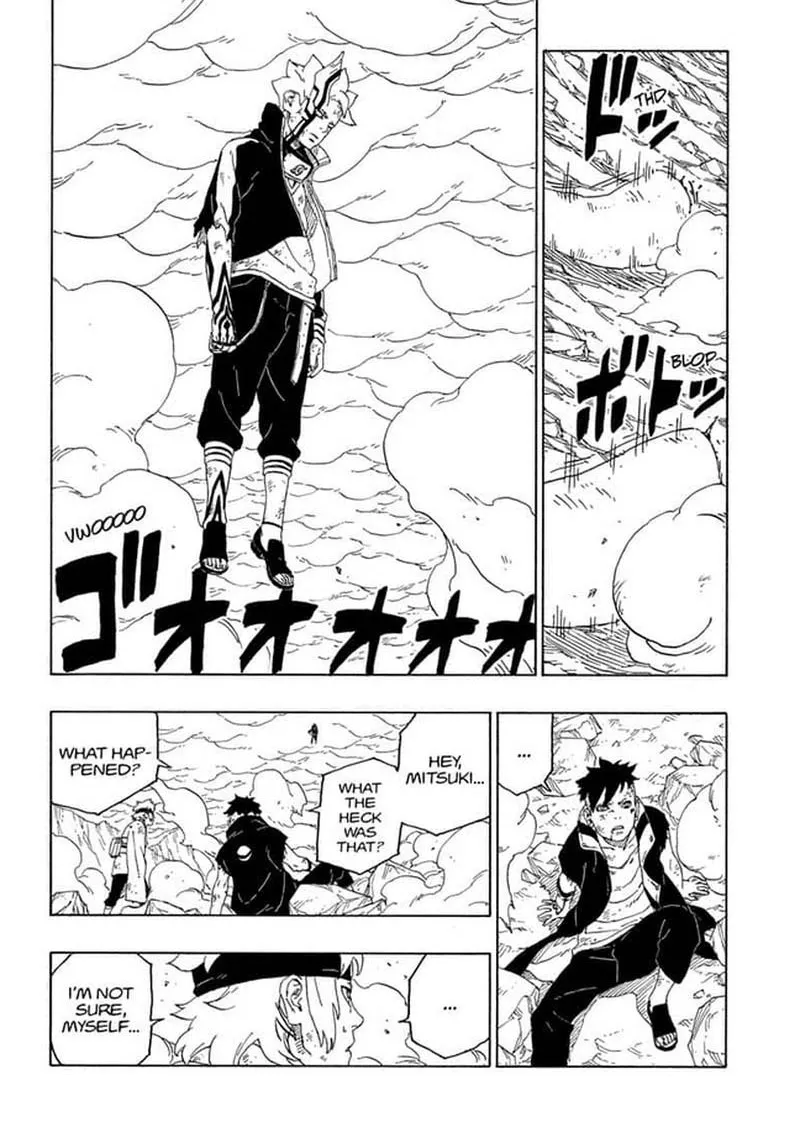 ドッ
THD.
ボトッ
BLOP.
ゴオオオオオ
VWOOOOO
...
HEY,
MITSUKI...
WHAT
THE
HECK
WAS
THAT?
WHAT HAP-
PENED?
...
I'M NOT
SURE,
MYSELF...